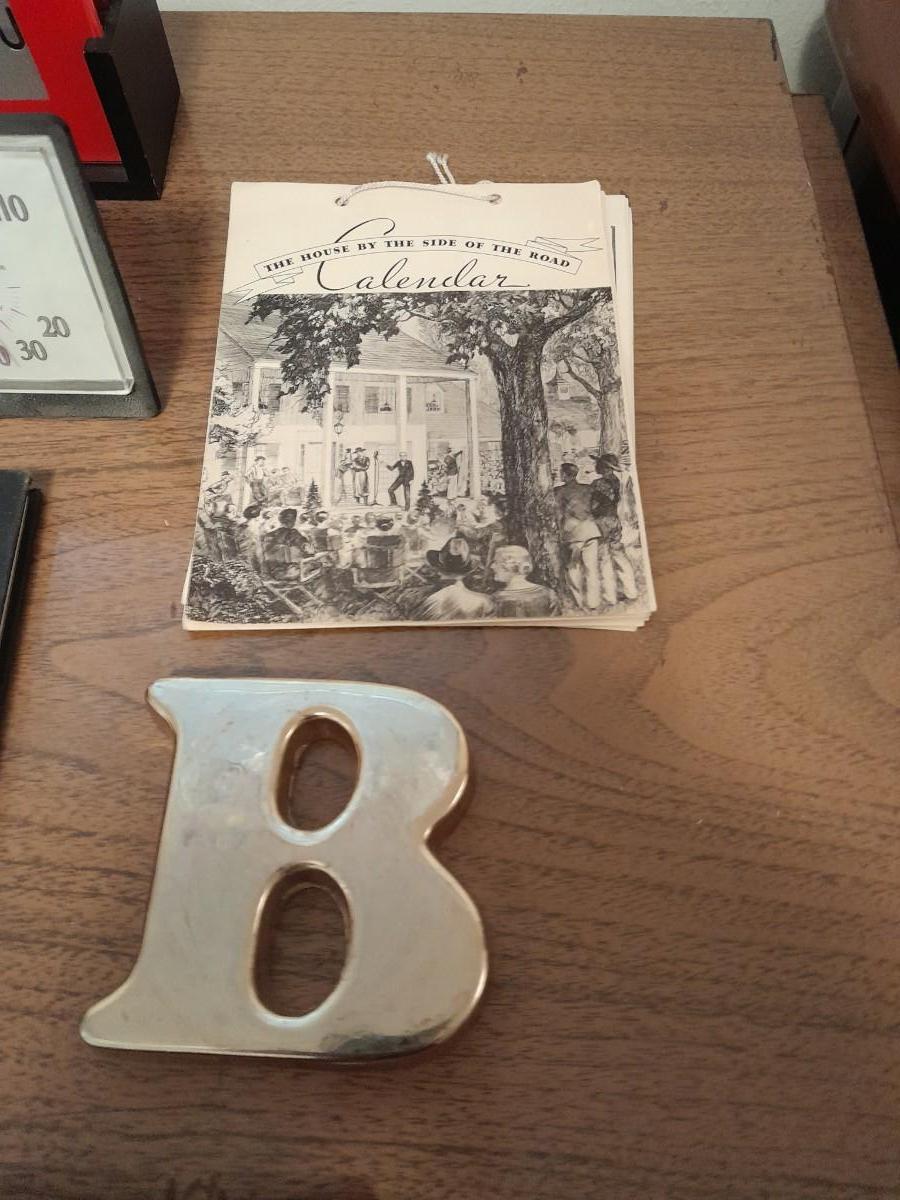 10
20
30
THE HOUSE BY THE SIDE OF THE ROAD
Calendar
B